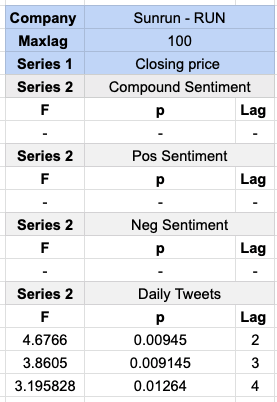 Company Sunrun - RUN
Maxlag 100
Series 1 Closing price
Series 2 Compound Sentiment
F p Lag
- - -
Series 2 Pos Sentiment
F p Lag
- - -
Series 2 Neg Sentiment
F p Lag
- - -
Series 2 Daily Tweets
F p Lag
4.6766 0.00945 2
3.8605 0.009145 3
3.195828 0.01264 4